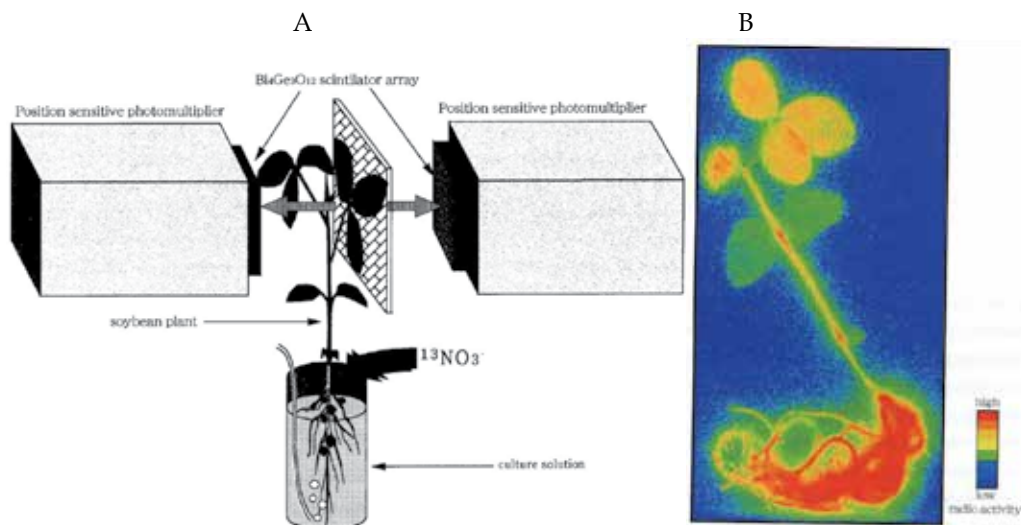 A
B
Bi4Ge3O12 scintilator array
Position sensitive photomultiplier
Position sensitive photomultiplier
soybean plant
13NO3-
culture solution
high
low
radio activity